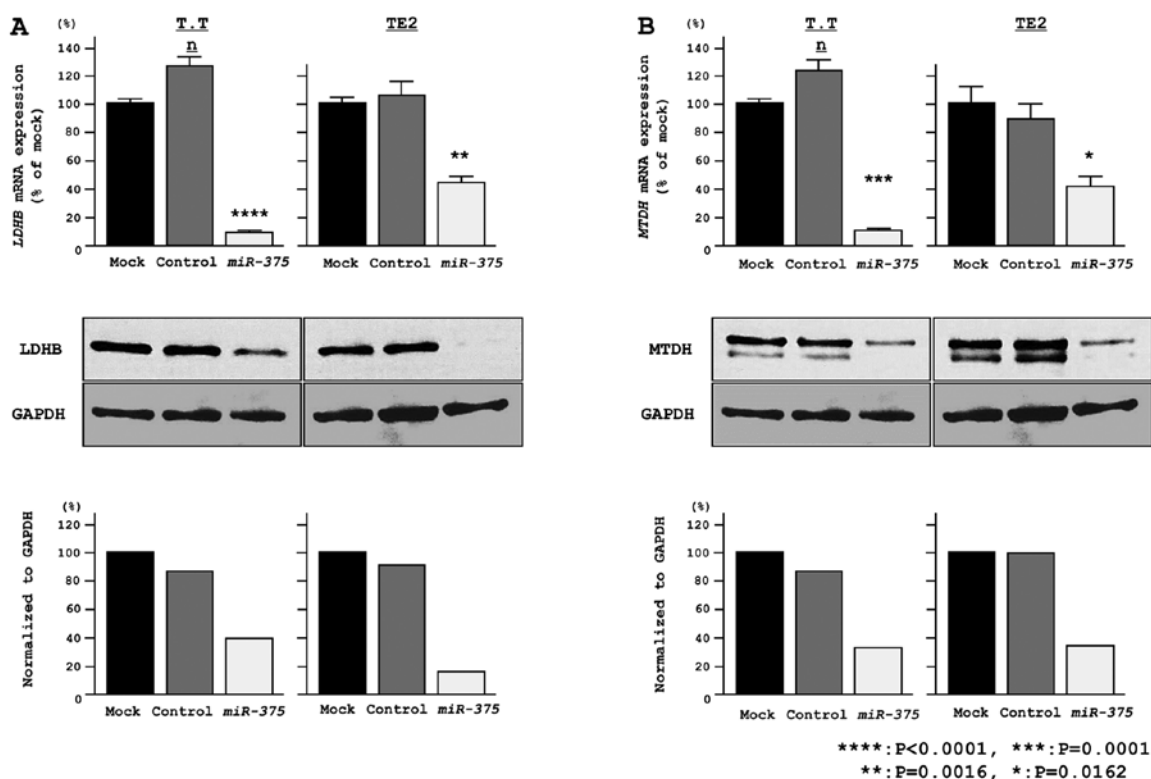 A
(%)
T.T
n
TE2
LDHB mRNA expression
(% of mock)
140
120
100
80
60
40
20
0
****
**
Mock Control miR-375
Mock Control miR-375
LDHB
GAPDH
(%)
Normalized to GAPDH
120
100
80
60
40
20
0
Mock Control miR-375
Mock Control miR-375
B
(%)
T.T
n
TE2
MTDH mRNA expression
(% of mock)
140
120
100
80
60
40
20
0
***
*
Mock Control miR-375
Mock Control miR-375
MTDH
GAPDH
(%)
Normalized to GAPDH
120
100
80
60
40
20
0
Mock Control miR-375
Mock Control miR-375
****:P<0.0001, ***:P=0.0001
**:P=0.0016, *:P=0.0162